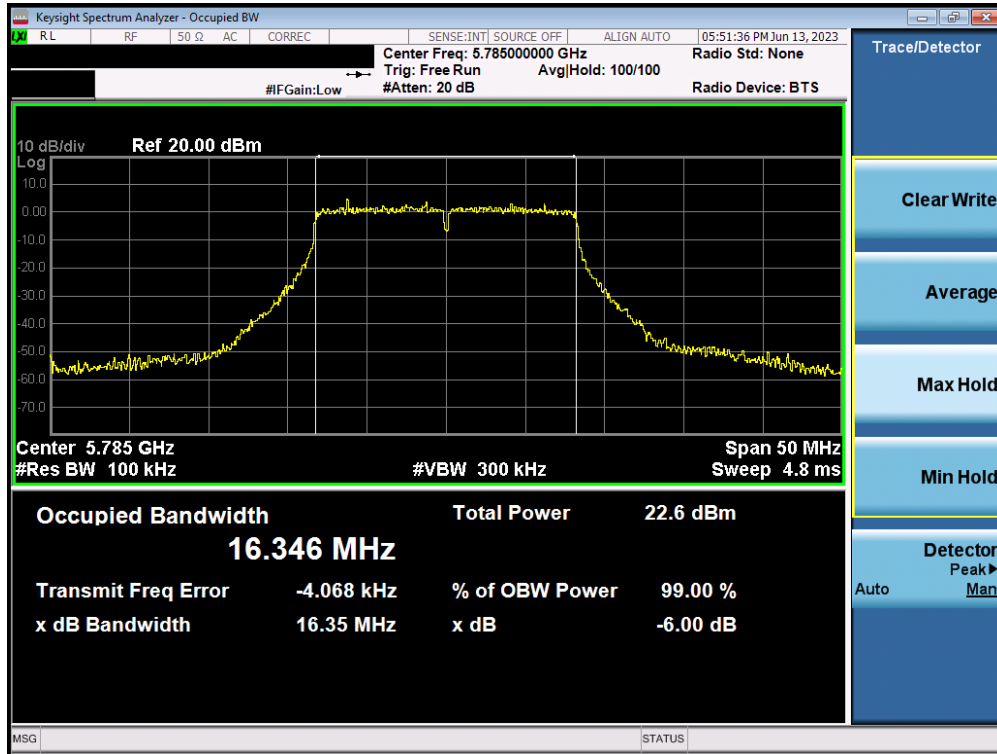 Keysight Spectrum Analyzer - Occupied BW
LXI RL RF 50 Ω AC CORREC SENSE:INT SOURCE OFF ALIGN AUTO 05:51:36 PM Jun 13, 2023
Center Freq: 5.785000000 GHz Radio Std: None
Trig: Free Run Avg|Hold: 100/100
#IFGain:Low #Atten: 20 dB Radio Device: BTS
10 dB/div Ref 20.00 dBm
Log
10.0
0.00
-10.0
-20.0
-30.0
-40.0
-50.0
-60.0
-70.0
Center 5.785 GHz Span 50 MHz
#Res BW 100 kHz #VBW 300 kHz Sweep 4.8 ms
Occupied Bandwidth Total Power 22.6 dBm
16.346 MHz
Transmit Freq Error -4.068 kHz % of OBW Power 99.00 %
x dB Bandwidth 16.35 MHz x dB -6.00 dB
MSG STATUS
Trace/Detector
Clear Write
Average
Max Hold
Min Hold
Detector
Peak▶
Auto Man